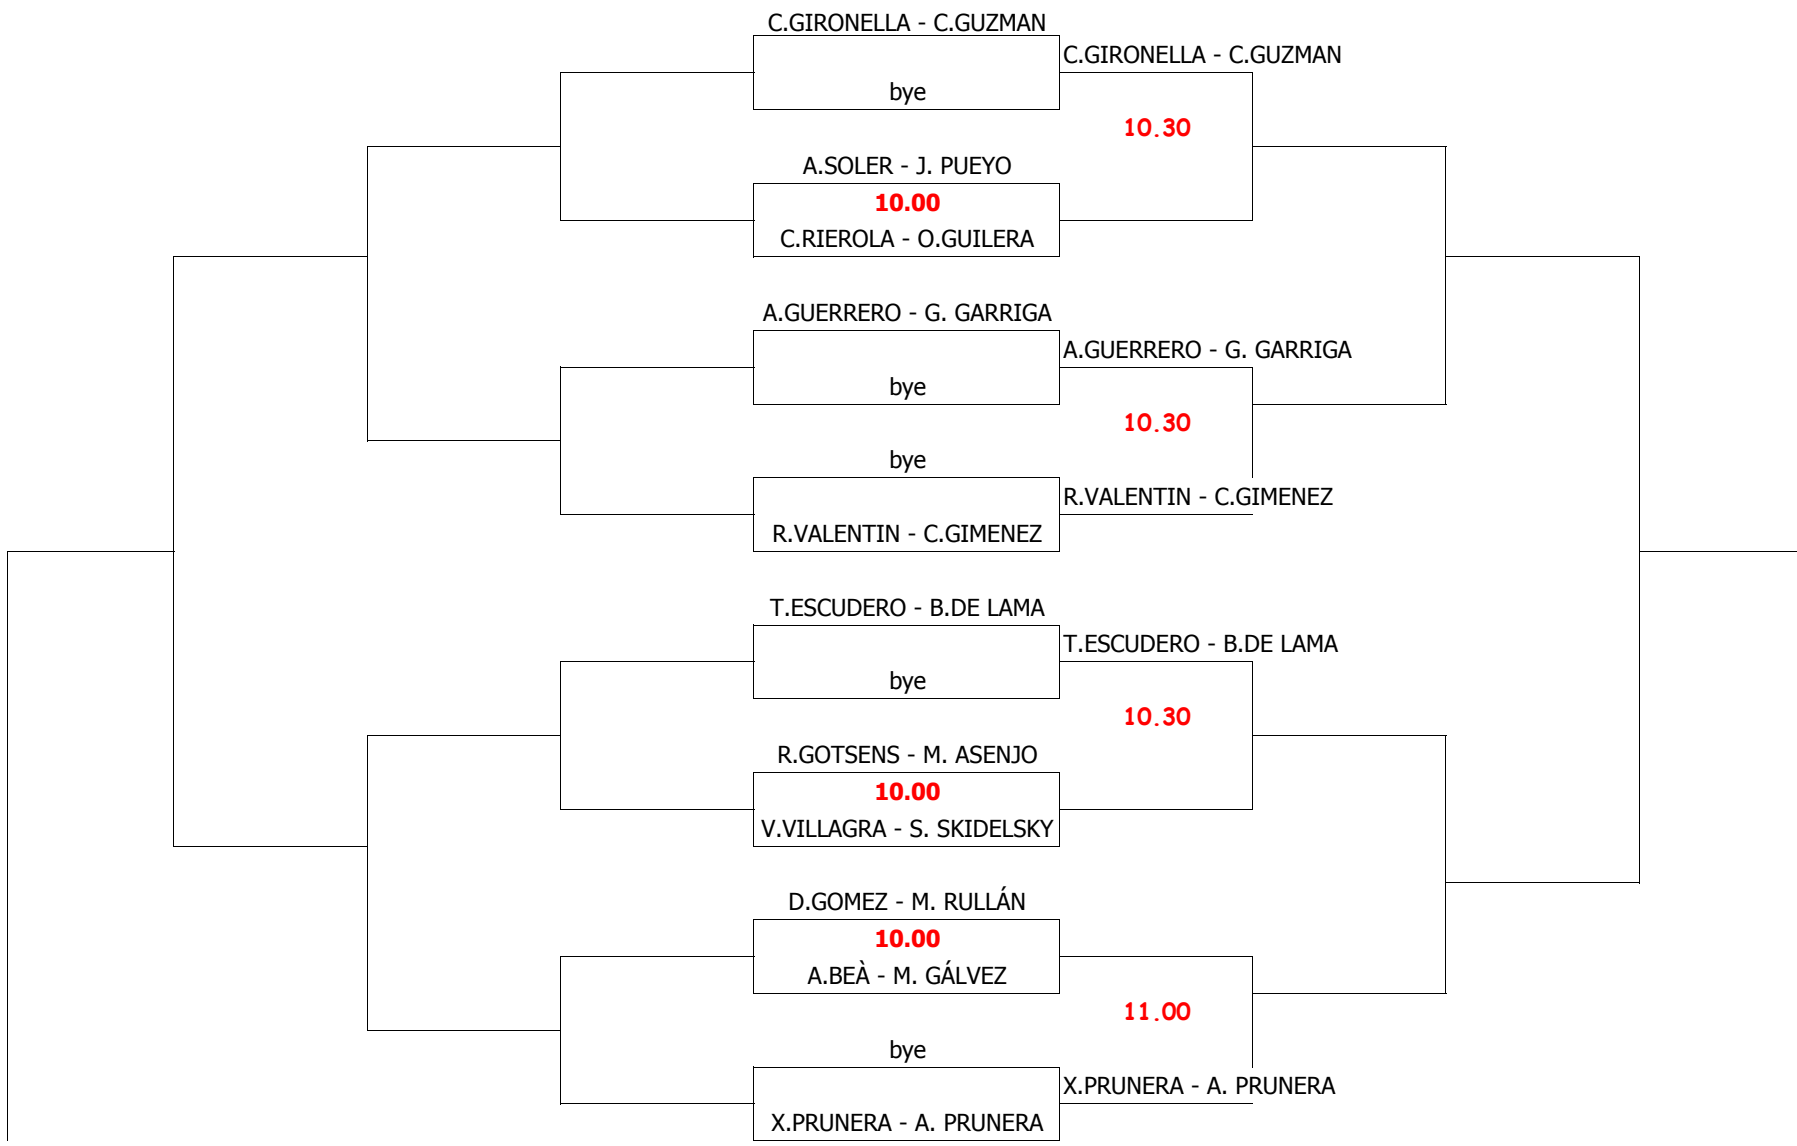 C.GIRONELLA - C.GUZMAN
C.GIRONELLA - C.GUZMAN
bye
10.30
A.SOLER - J. PUEYO
10.00
C.RIEROLA - O.GUILERA
A.GUERRERO - G. GARRIGA
A.GUERRERO - G. GARRIGA
bye
10.30
bye
R.VALENTIN - C.GIMENEZ
R.VALENTIN - C.GIMENEZ
T.ESCUDERO - B.DE LAMA
T.ESCUDERO - B.DE LAMA
bye
10.30
R.GOTSENS - M. ASENJO
10.00
V.VILLAGRA - S. SKIDELSKY
D.GOMEZ - M. RULLÁN
10.00
A.BEÀ - M. GÁLVEZ
11.00
bye
X.PRUNERA - A. PRUNERA
X.PRUNERA - A. PRUNERA